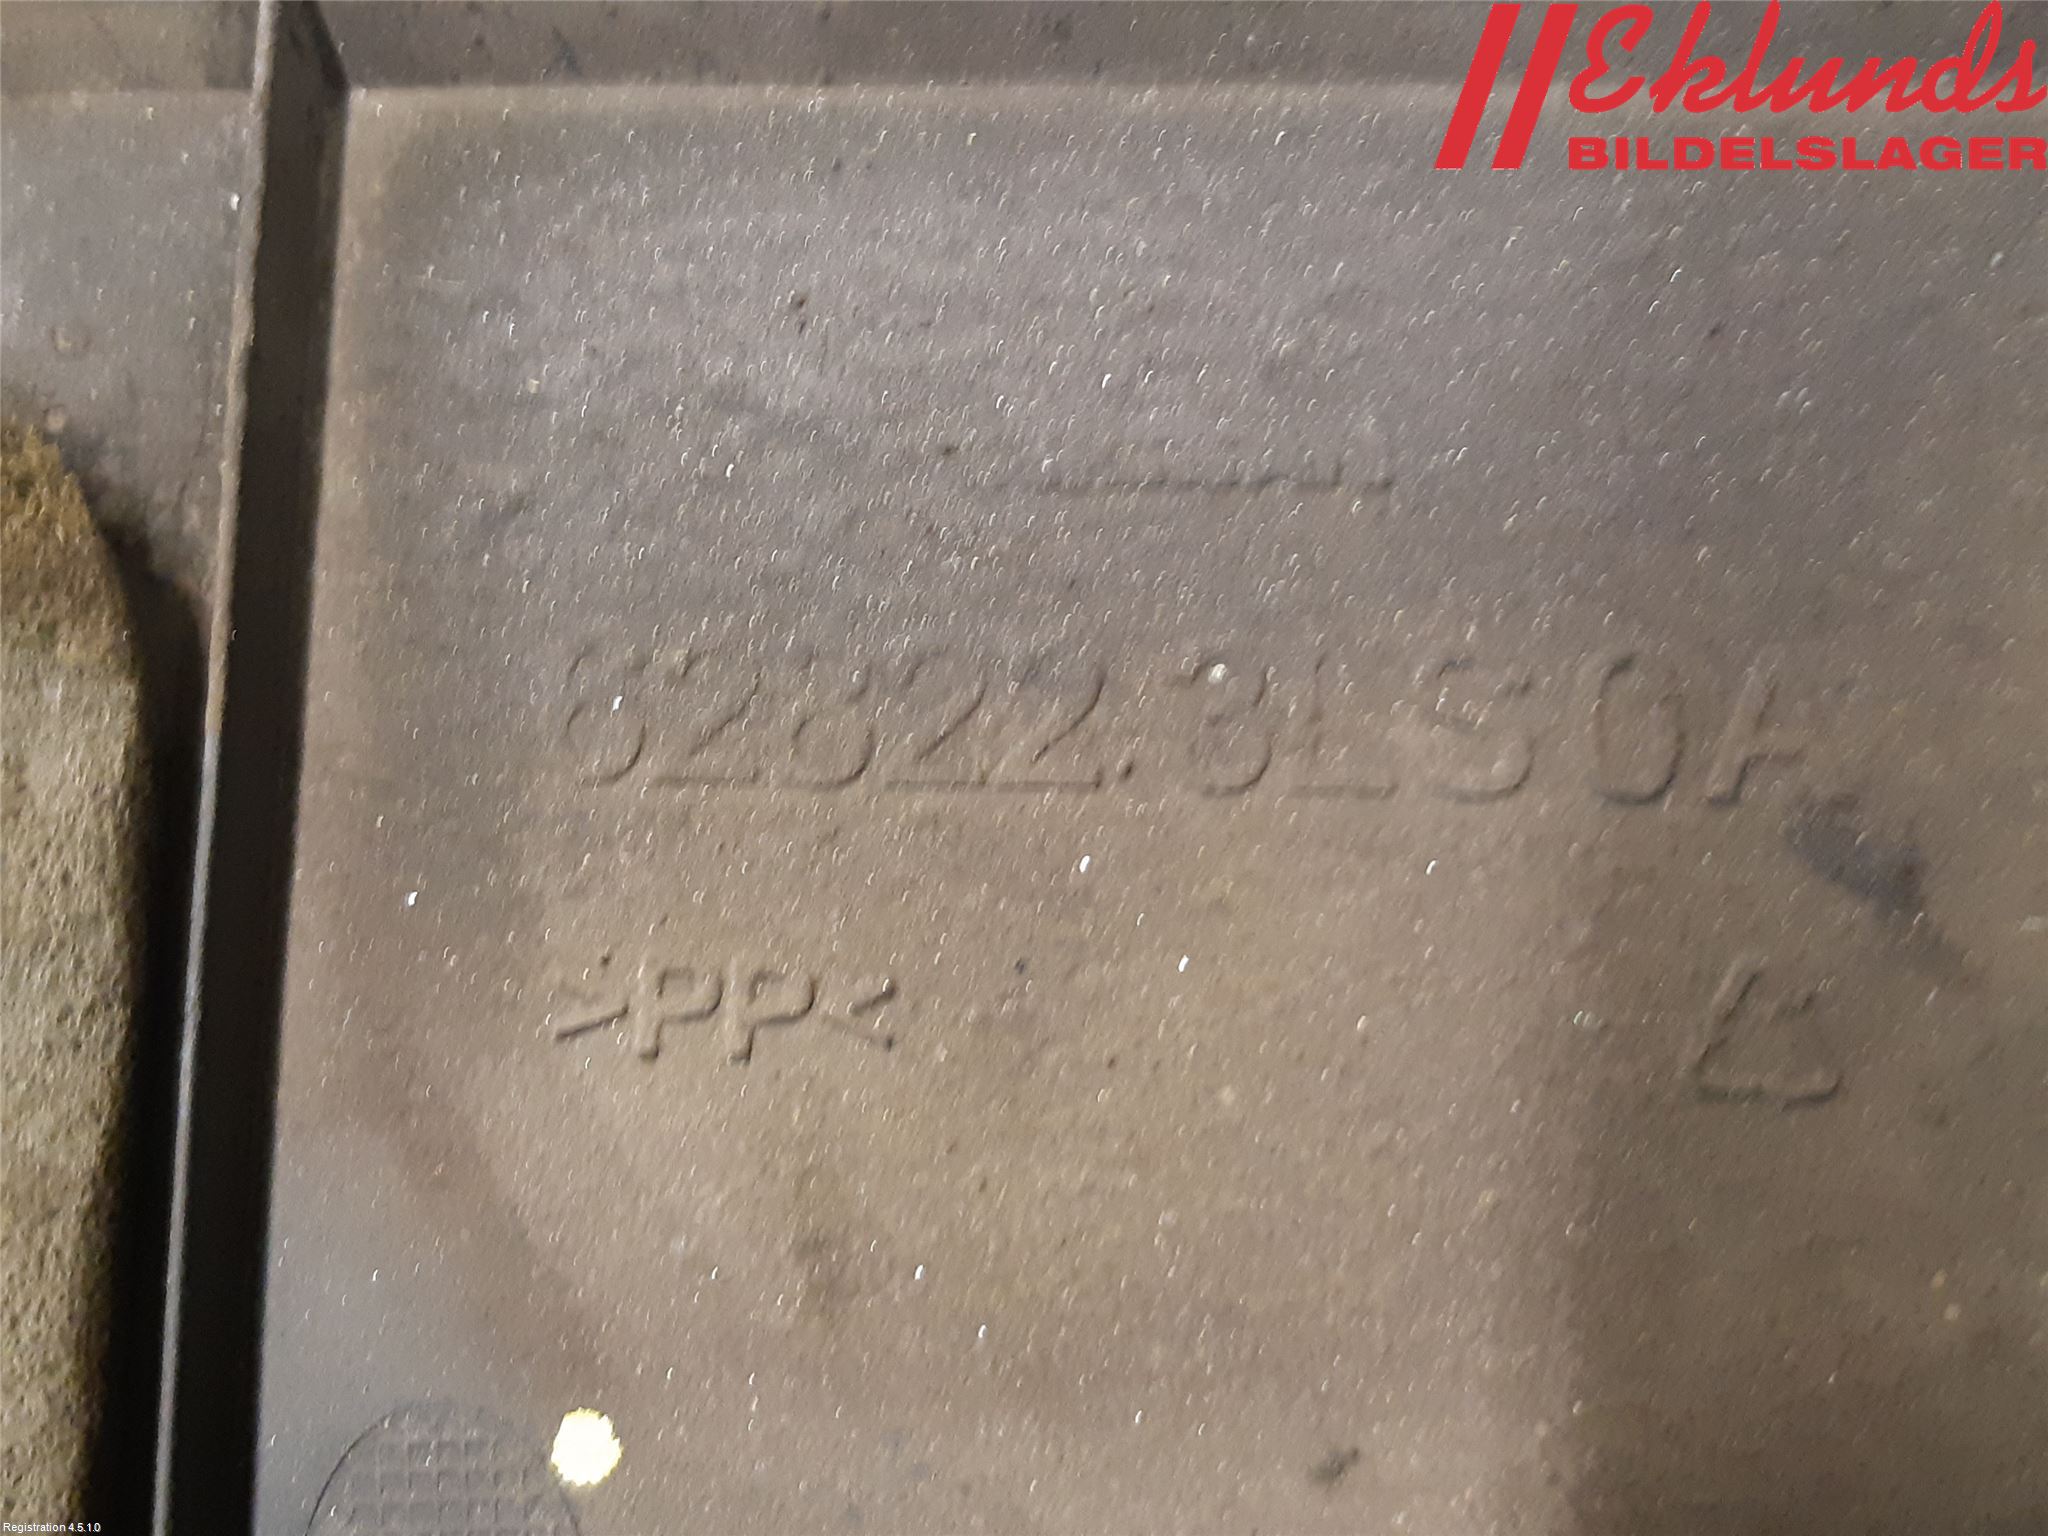 Eklunds
BILDELSLAGER
62822.3LS0A
>PP<
Registration 4.5.1.0